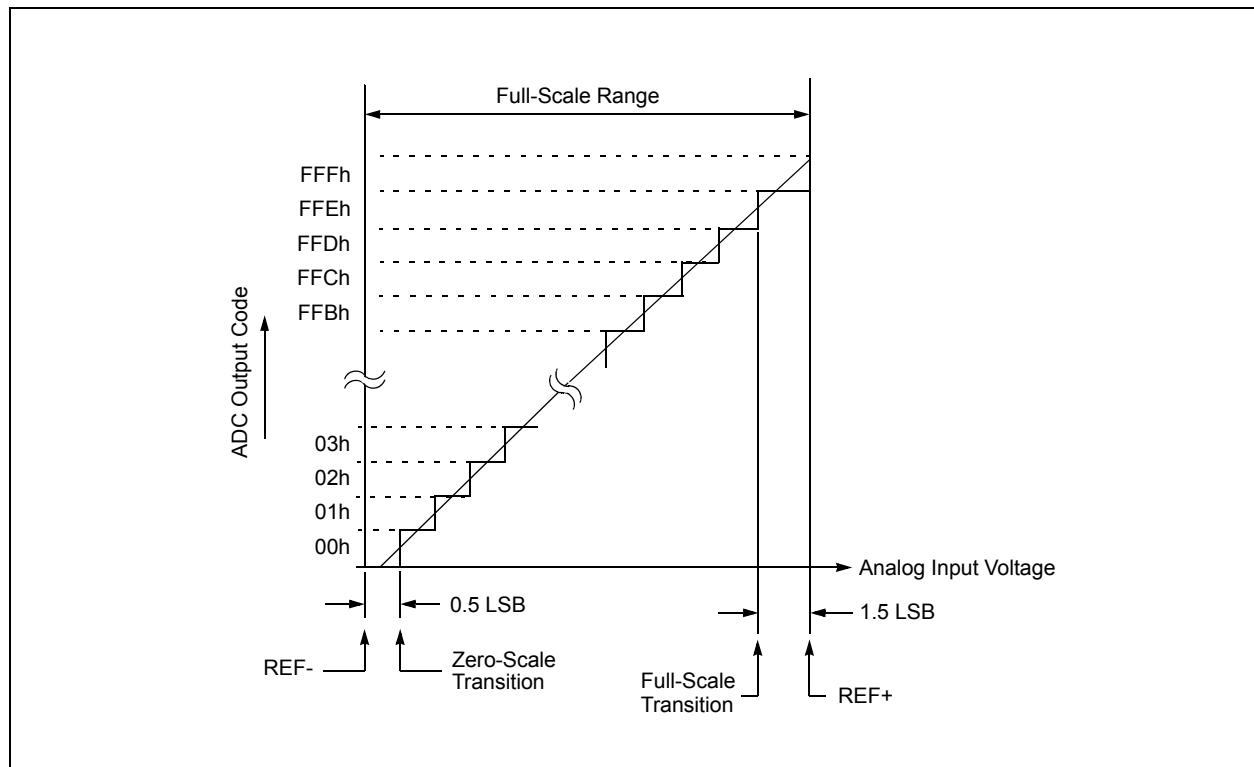 Full-Scale Range
FFFh
FFEh
FFDh
FFCh
FFBh
ADC Output Code
03h
02h
01h
00h
Analog Input Voltage
0.5 LSB
1.5 LSB
REF-
Zero-Scale
Transition
Full-Scale
Transition
REF+